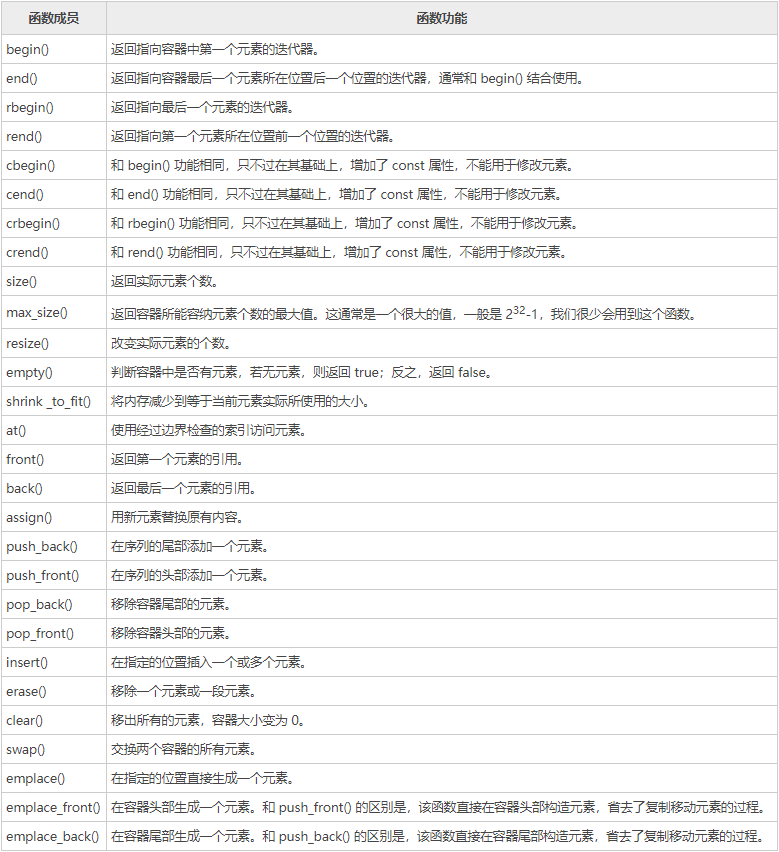 函数成员 函数功能
begin() 返回指向容器中第一个元素的迭代器。
end() 返回指向容器最后一个元素所在位置后一个位置的迭代器，通常和 begin() 结合使用。
rbegin() 返回指向最后一个元素的迭代器。
rend() 返回指向第一个元素所在位置前一个位置的迭代器。
cbegin() 和 begin() 功能相同，只不过在其基础上，增加了 const 属性，不能用于修改元素。
cend() 和 end() 功能相同，只不过在其基础上，增加了 const 属性，不能用于修改元素。
crbegin() 和 rbegin() 功能相同，只不过在其基础上，增加了 const 属性，不能用于修改元素。
crend() 和 rend() 功能相同，只不过在其基础上，增加了 const 属性，不能用于修改元素。
size() 返回实际元素个数。
max_size() 返回容器所能容纳元素个数的最大值。这通常是一个很大的值，一般是 2³²-1，我们很少会用到这个函数。
resize() 改变实际元素的个数。
empty() 判断容器中是否有元素，若无元素，则返回 true；反之，返回 false。
shrink _to_fit() 将内存减少到等于当前元素实际所使用的大小。
at() 使用经过边界检查的索引访问元素。
front() 返回第一个元素的引用。
back() 返回最后一个元素的引用。
assign() 用新元素替换原有内容。
push_back() 在序列的尾部添加一个元素。
push_front() 在序列的头部添加一个元素。
pop_back() 移除容器尾部的元素。
pop_front() 移除容器头部的元素。
insert() 在指定的位置插入一个或多个元素。
erase() 移除一个元素或一段元素。
clear() 移出所有的元素，容器大小变为 0。
swap() 交换两个容器的所有元素。
emplace() 在指定的位置直接生成一个元素。
emplace_front() 在容器头部生成一个元素。和 push_front() 的区别是，该函数直接在容器头部构造元素，省去了复制移动元素的过程。
emplace_back() 在容器尾部生成一个元素。和 push_back() 的区别是，该函数直接在容器尾部构造元素，省去了复制移动元素的过程。